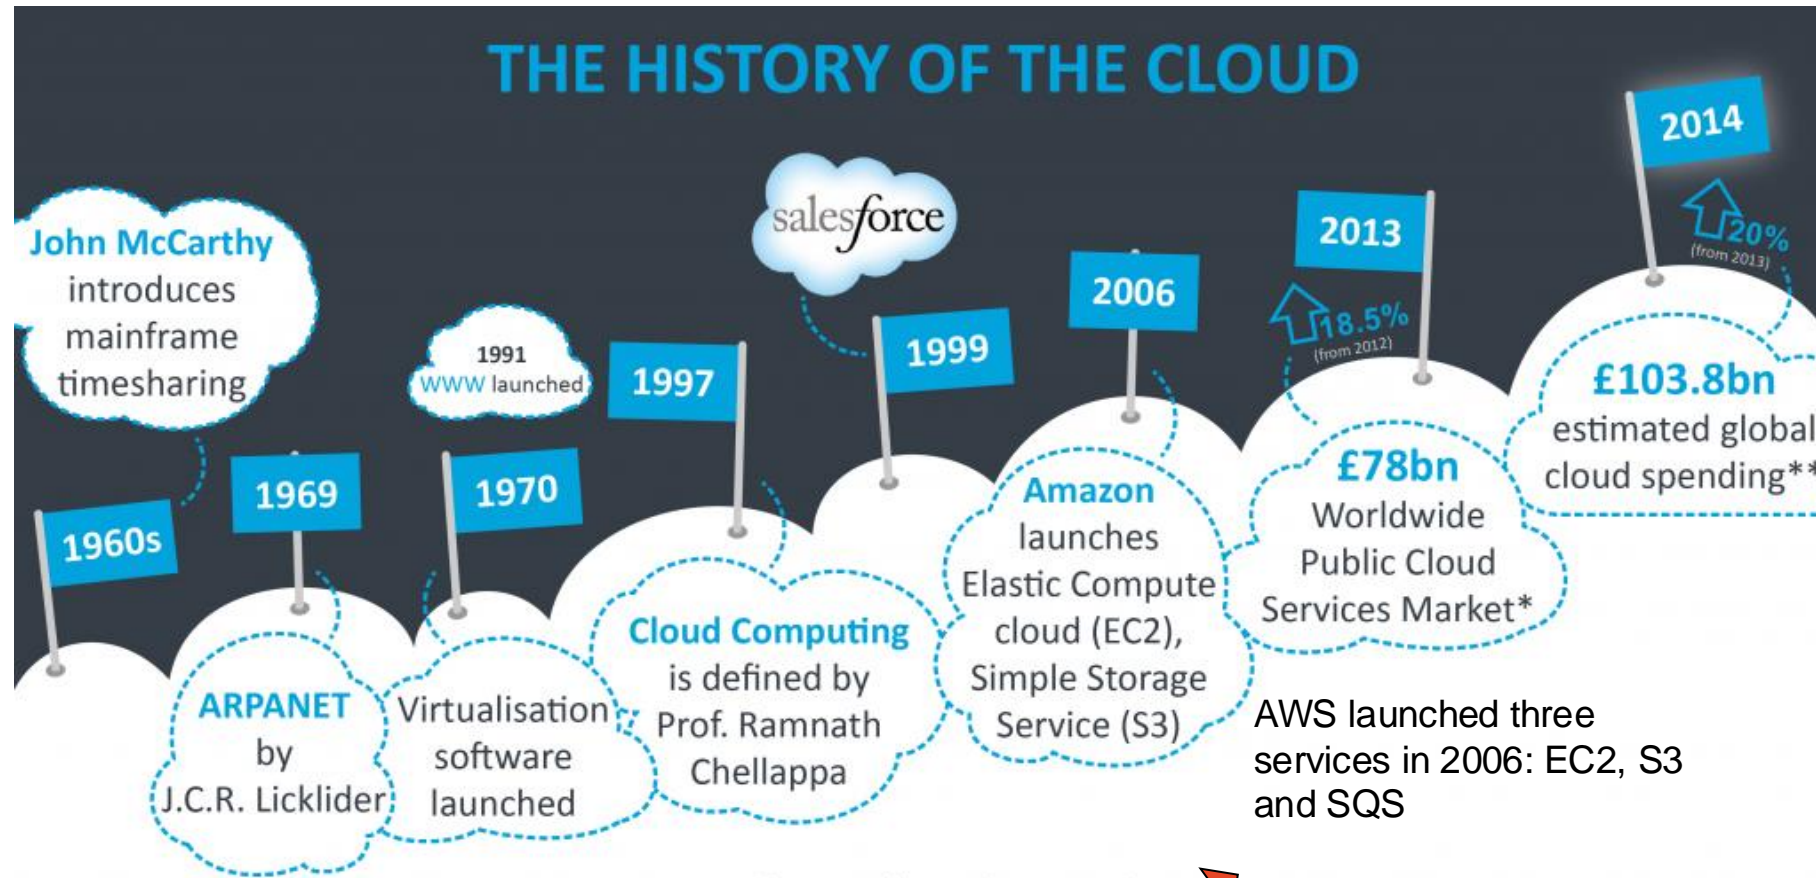 THE HISTORY OF THE CLOUD
John McCarthy
introduces
mainframe
timesharing
1960s
1969
ARPANET
by
J.C.R. Licklider
1970
Virtualisation
software
launched
1991
WWW launched
1997
Cloud Computing
is defined by
Prof. Ramnath
Chellappa
salesforce
1999
2006
Amazon
launches
Elastic Compute
cloud (EC2),
Simple Storage
Service (S3)
2013
18.5%
(from 2012)
£78bn
Worldwide
Public Cloud
Services Market*
2014
20%
(from 2013)
£103.8bn
estimated global
cloud spending**
AWS launched three
services in 2006: EC2, S3
and SQS